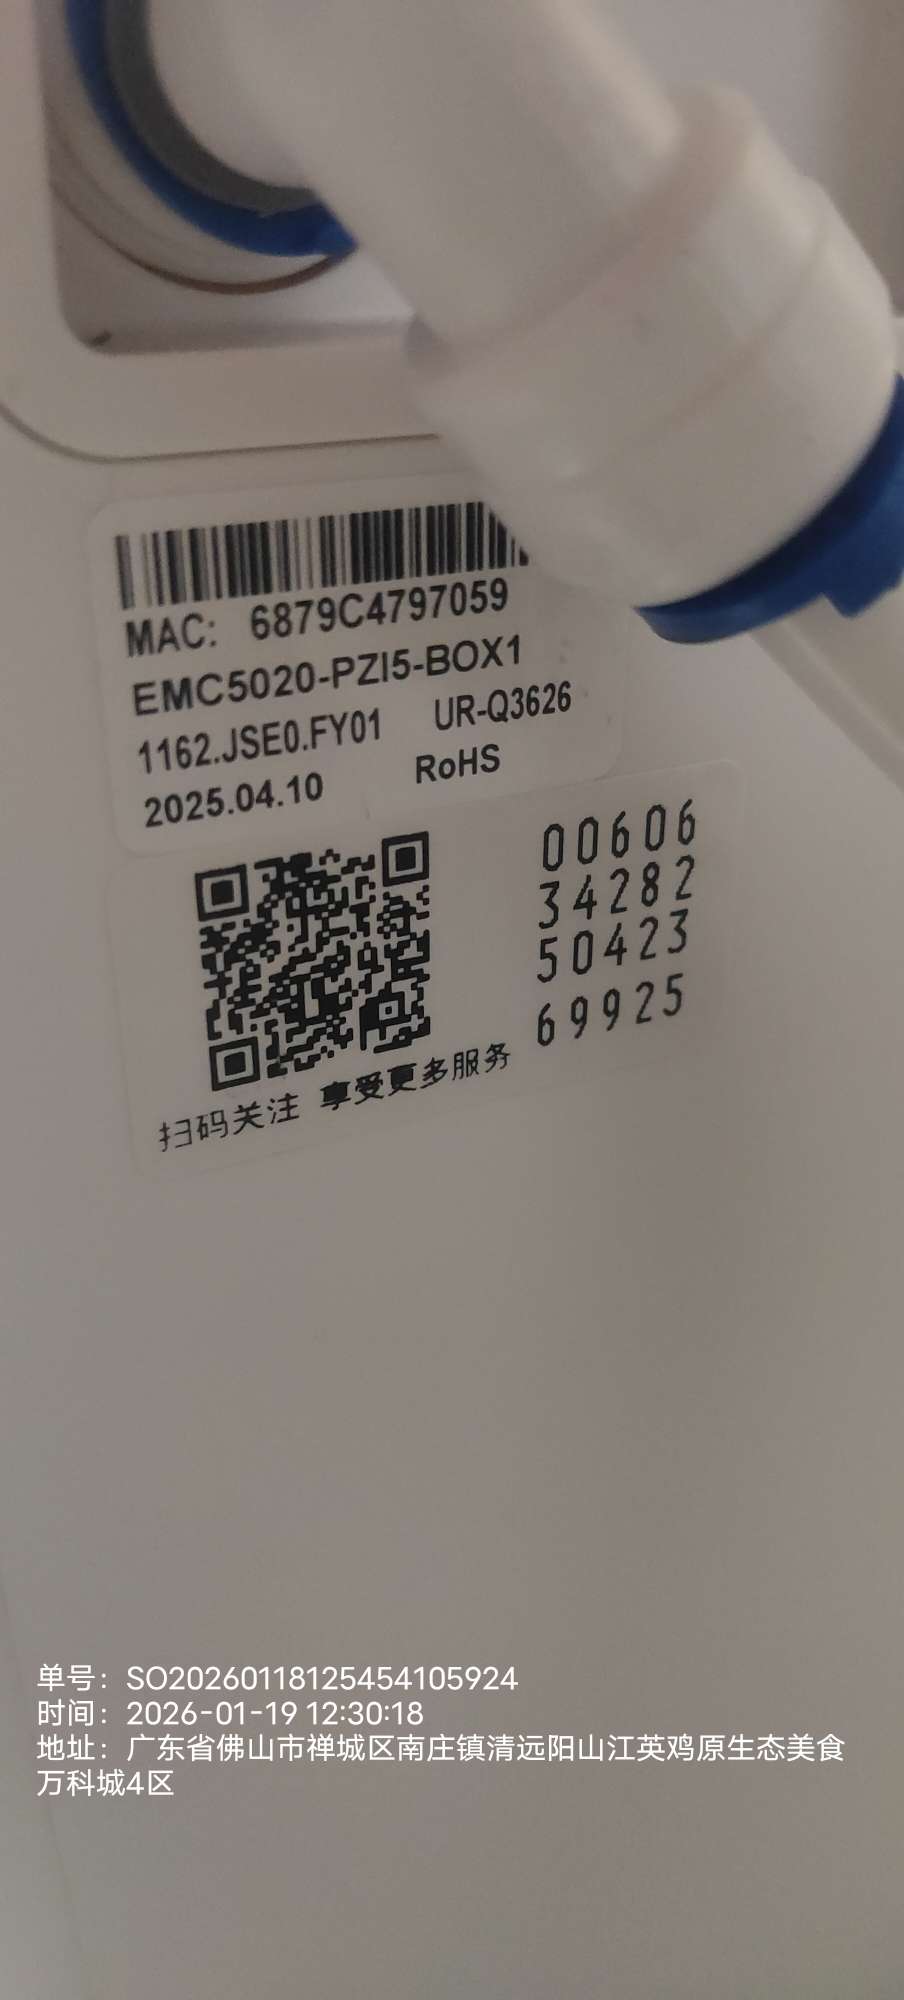 MAC: 6879C4797059
EMC5020-PZI5-BOX1
1162.JSE0.FY01 UR-Q3626
2025.04.10 RoHS
00606
34282
50423
69925
扫码关注 享受更多服务
单号：SO20260118125454105924
时间：2026-01-19 12:30:18
地址：广东省佛山市禅城区南庄镇清远阳山江英鸡原生态美食
万科城4区